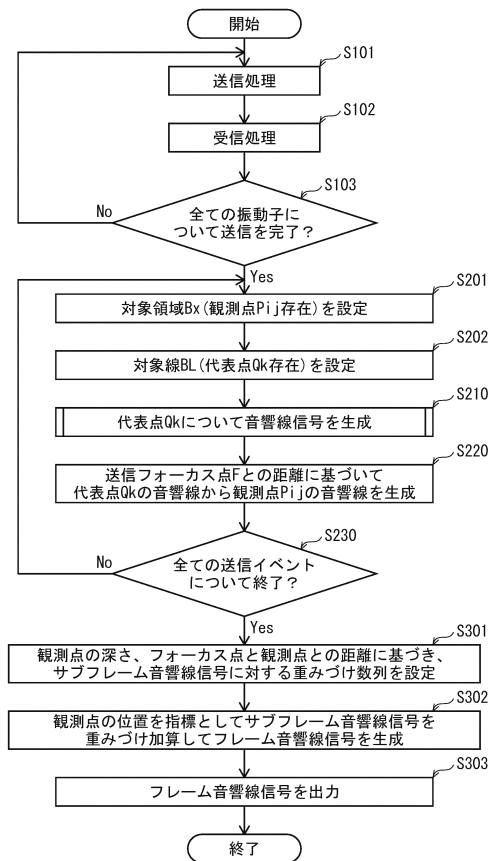 開始
S101
送信処理
S102
受信処理
S103
全ての振動子に
ついて送信を完了？
No
Yes
S201
対象領域Bx(観測点Pij存在)を設定
S202
対象線BL(代表点Qk存在)を設定
S210
代表点Qkについて音響線信号を生成
S220
送信フォーカス点Fとの距離に基づいて
代表点Qkの音響線から観測点Pijの音響線を生成
S230
全ての送信イベント
について終了？
No
Yes
S301
観測点の深さ、フォーカス点と観測点との距離に基づき、
サブフレーム音響線信号に対する重みづけ数列を設定
S302
観測点の位置を指標としてサブフレーム音響線信号を
重みづけ加算してフレーム音響線信号を生成
S303
フレーム音響線信号を出力
終了